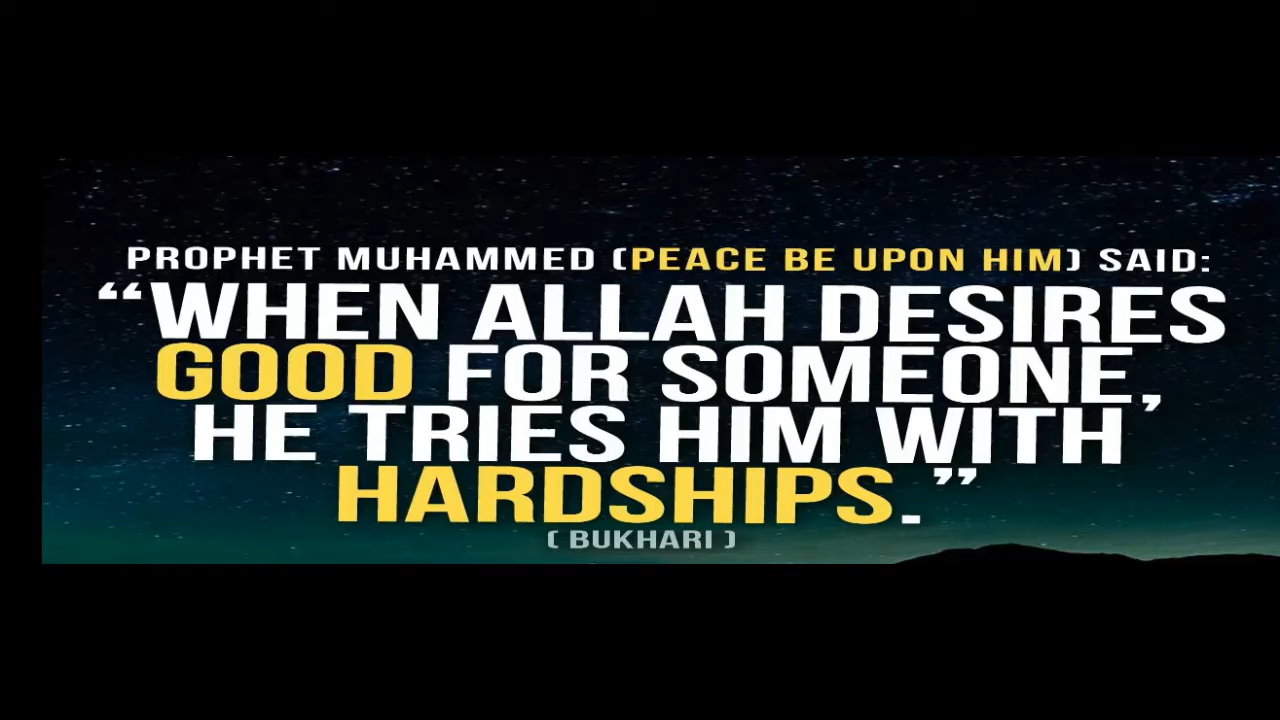 PROPHET MUHAMMED (PEACE BE UPON HIM) SAID:
“WHEN ALLAH DESIRES
GOOD FOR SOMEONE,
HE TRIES HIM WITH
HARDSHIPS.”
( BUKHARI )